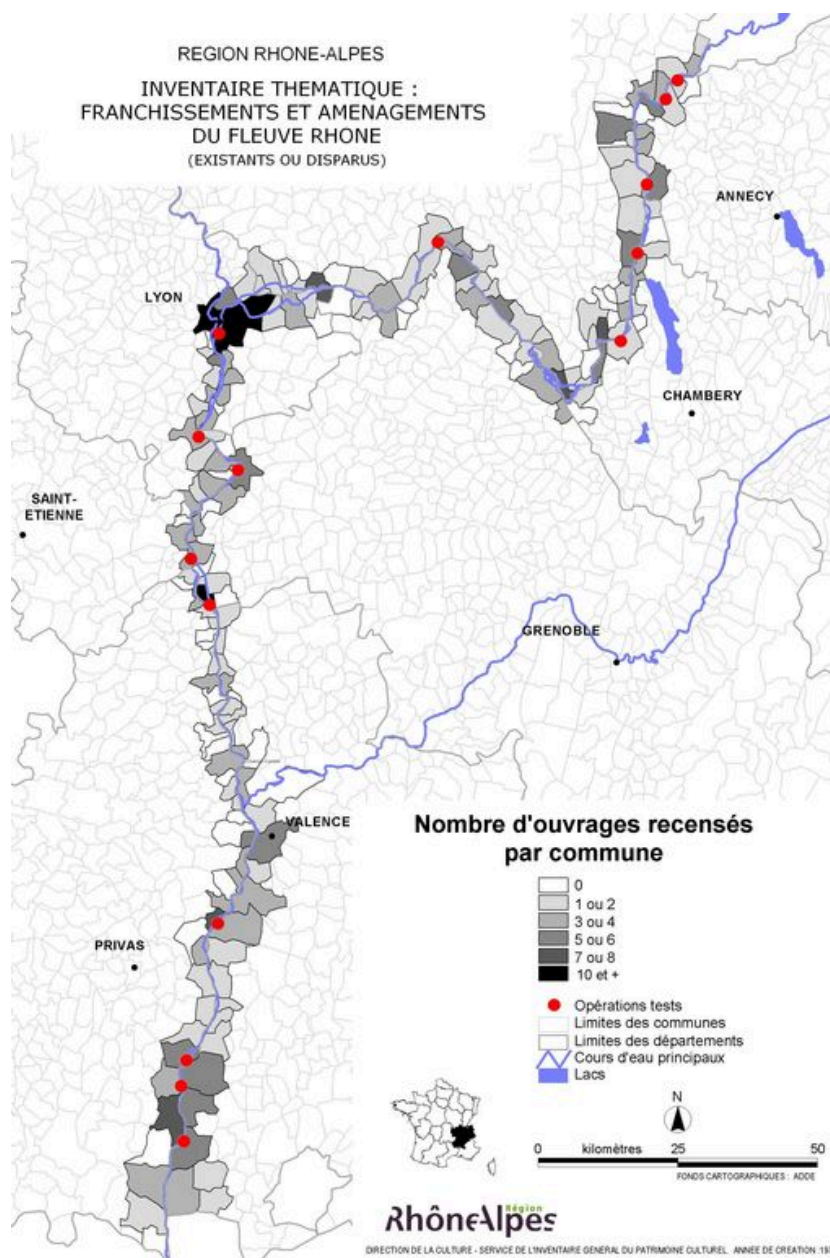 REGION RHONE-ALPES
INVENTAIRE THEMATIQUE :
FRANCHISSEMENTS ET AMENAGEMENTS
DU FLEUVE RHONE
(EXISTANTS OU DISPARUS)
ANNECY
LYON
CHAMBERY
SAINT-
ETIENNE
GRENOBLE
VALENCE
PRIVAS
Nombre d'ouvrages recensés
par commune
0
1 ou 2
3 ou 4
5 ou 6
7 ou 8
10 et +
Opérations tests
Limites des communes
Limites des départements
Cours d'eau principaux
Lacs
N
0 kilomètres 25 50
FONDS CARTOGRAPHIQUES : ADDE
Région
RhôneAlpes
DIRECTION DE LA CULTURE - SERVICE DE L'INVENTAIRE GENERAL DU PATRIMOINE CULTUREL ANNEE DE CREATION